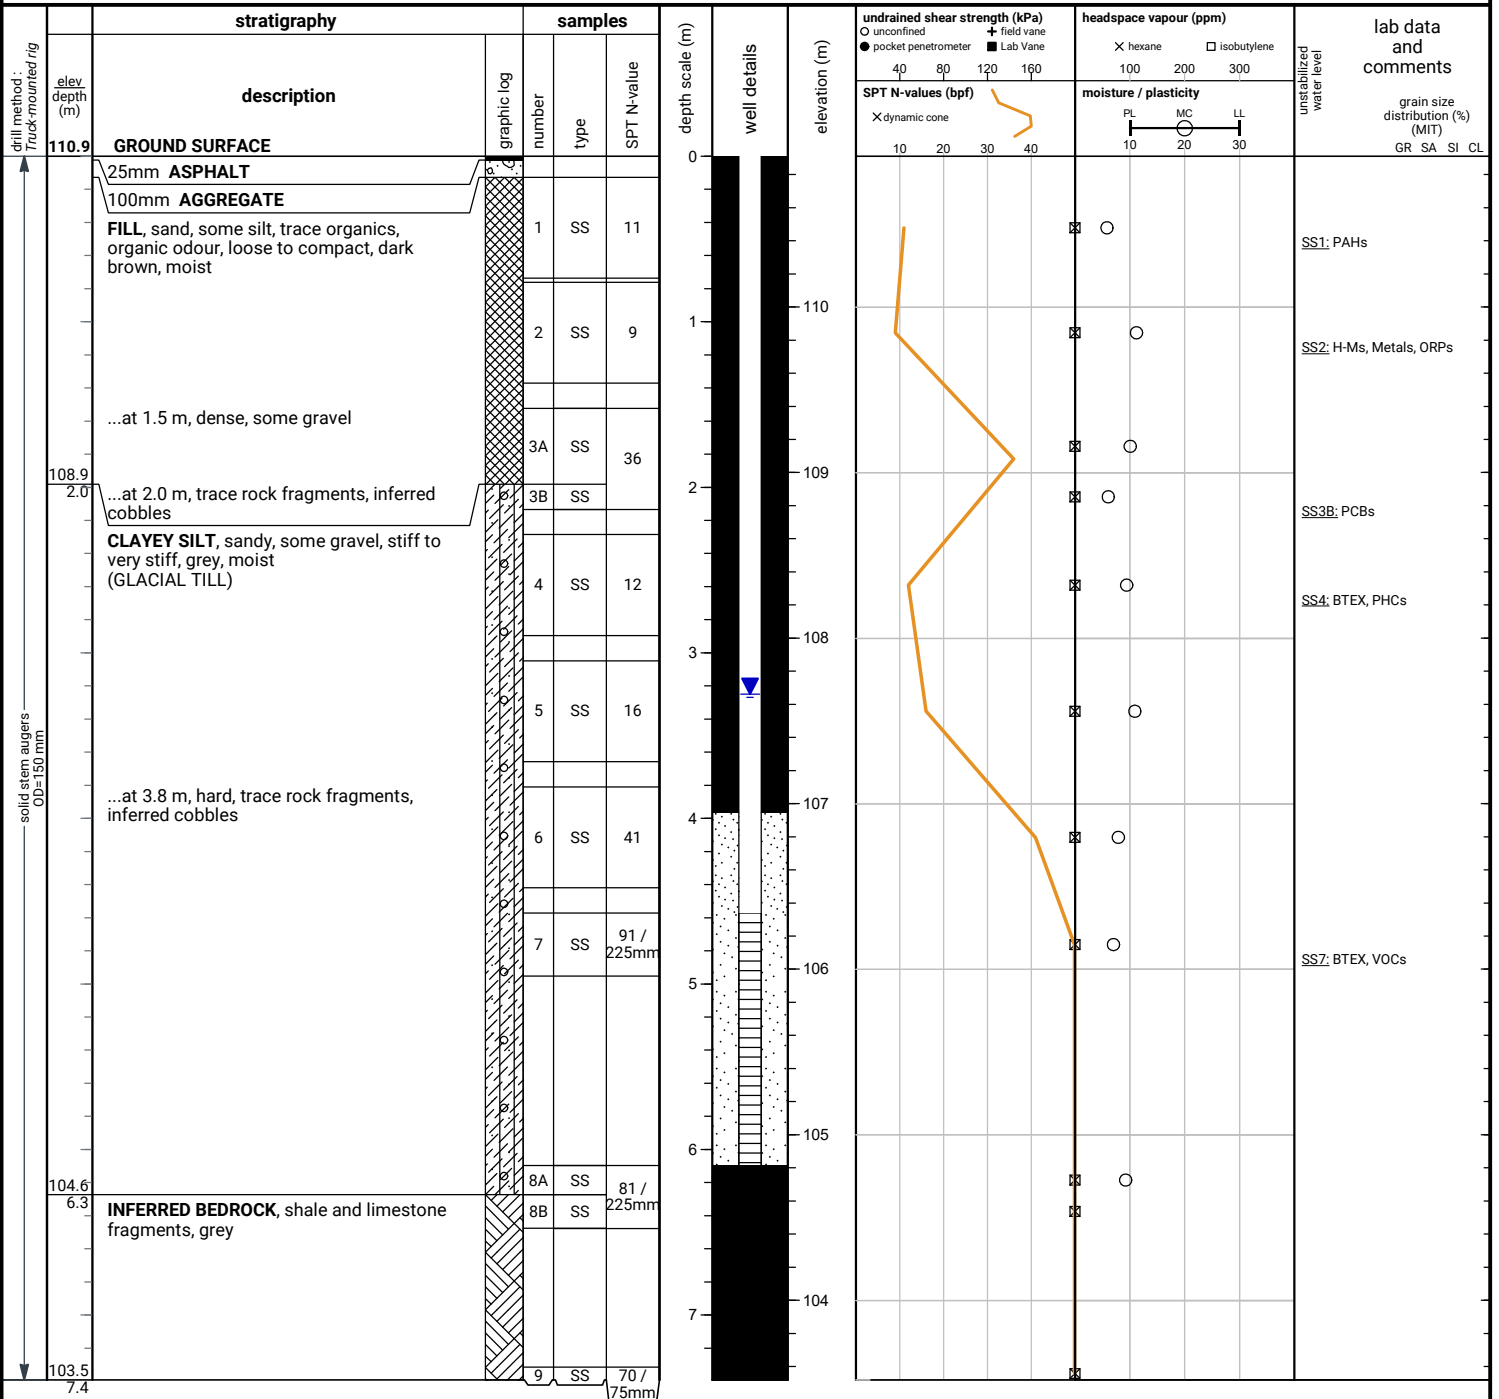 drill method :
Truck-mounted rig
stratigraphy
samples
elev
depth
(m)
description
graphic log
number
type
SPT N-value
depth scale (m)
well details
elevation (m)
undrained shear strength (kPa)
unconfined
field vane
pocket penetrometer
Lab Vane
40 80 120 160
SPT N-values (bpf)
dynamic cone
10 20 30 40
headspace vapour (ppm)
hexane
isobutylene
100 200 300
moisture / plasticity
PL MC LL
10 20 30
unstabilized
water level
lab data
and
comments
grain size
distribution (%)
(MIT)
GR SA SI CL
110.9 GROUND SURFACE
25mm ASPHALT
100mm AGGREGATE
FILL, sand, some silt, trace organics,
organic odour, loose to compact, dark
brown, moist
...at 1.5 m, dense, some gravel
108.9
2.0
...at 2.0 m, trace rock fragments, inferred
cobbles
CLAYEY SILT, sandy, some gravel, stiff to
very stiff, grey, moist
(GLACIAL TILL)
...at 3.8 m, hard, trace rock fragments,
inferred cobbles
104.6
6.3
INFERRED BEDROCK, shale and limestone
fragments, grey
103.5
7.4
solid stem augers
OD=150 mm
1 SS 11
2 SS 9
3A SS
36
3B SS
4 SS 12
5 SS 16
6 SS 41
7 SS 91 /
225mm
8A SS
81 /
225mm
8B SS
9 SS 70 /
75mm
0
1
2
3
4
5
6
7
110
109
108
107
106
105
104
SS1: PAHs
SS2: H-Ms, Metals, ORPs
SS3B: PCBs
SS4: BTEX, PHCs
SS7: BTEX, VOCs